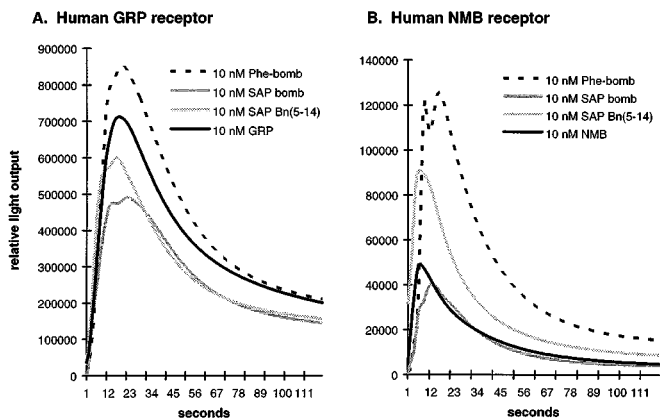 A. Human GRP receptor
900000
800000
700000
600000
500000
400000
300000
200000
100000
0
relative light output
10 nM Phe-bomb
10 nM SAP bomb
10 nM SAP Bn(5-14)
10 nM GRP
1 12 23 34 45 56 67 78 89 100 111
seconds
B. Human NMB receptor
140000
120000
100000
80000
60000
40000
20000
0
10 nM Phe-bomb
10 nM SAP bomb
10 nM SAP Bn(5-14)
10 nM NMB
1 12 23 34 45 56 67 78 89 100 111
seconds